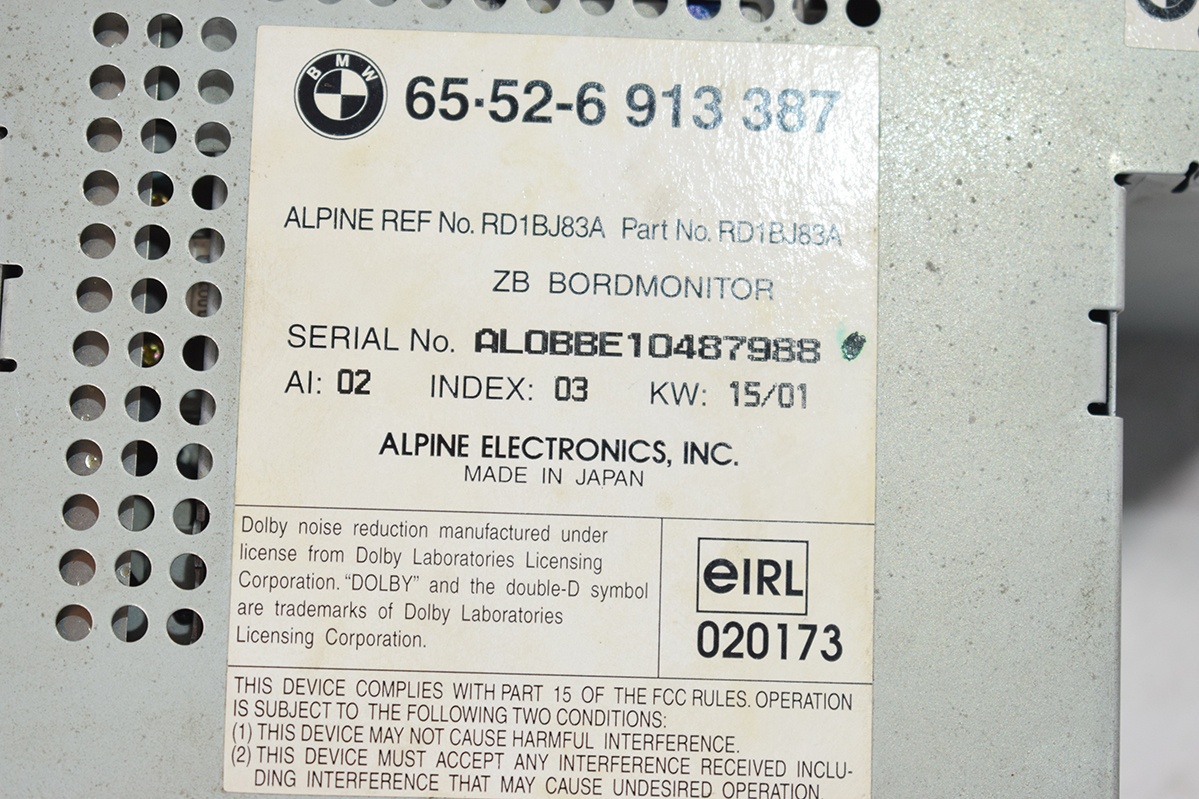 BMW
65·52-6 913 387
ALPINE REF No. RD1BJ83A Part No. RD1BJ83A
ZB BORDMONITOR
SERIAL No. AL0BBE10487988
AI: 02 INDEX: 03 KW: 15/01
ALPINE ELECTRONICS, INC.
MADE IN JAPAN
Dolby noise reduction manufactured under
license from Dolby Laboratories Licensing
Corporation. “DOLBY” and the double-D symbol
are trademarks of Dolby Laboratories
Licensing Corporation.
eIRL
020173
THIS DEVICE COMPLIES WITH PART 15 OF THE FCC RULES. OPERATION
IS SUBJECT TO THE FOLLOWING TWO CONDITIONS:
(1) THIS DEVICE MAY NOT CAUSE HARMFUL INTERFERENCE.
(2) THIS DEVICE MUST ACCEPT ANY INTERFERENCE RECEIVED INCLU-
DING INTERFERENCE THAT MAY CAUSE UNDESIRED OPERATION.